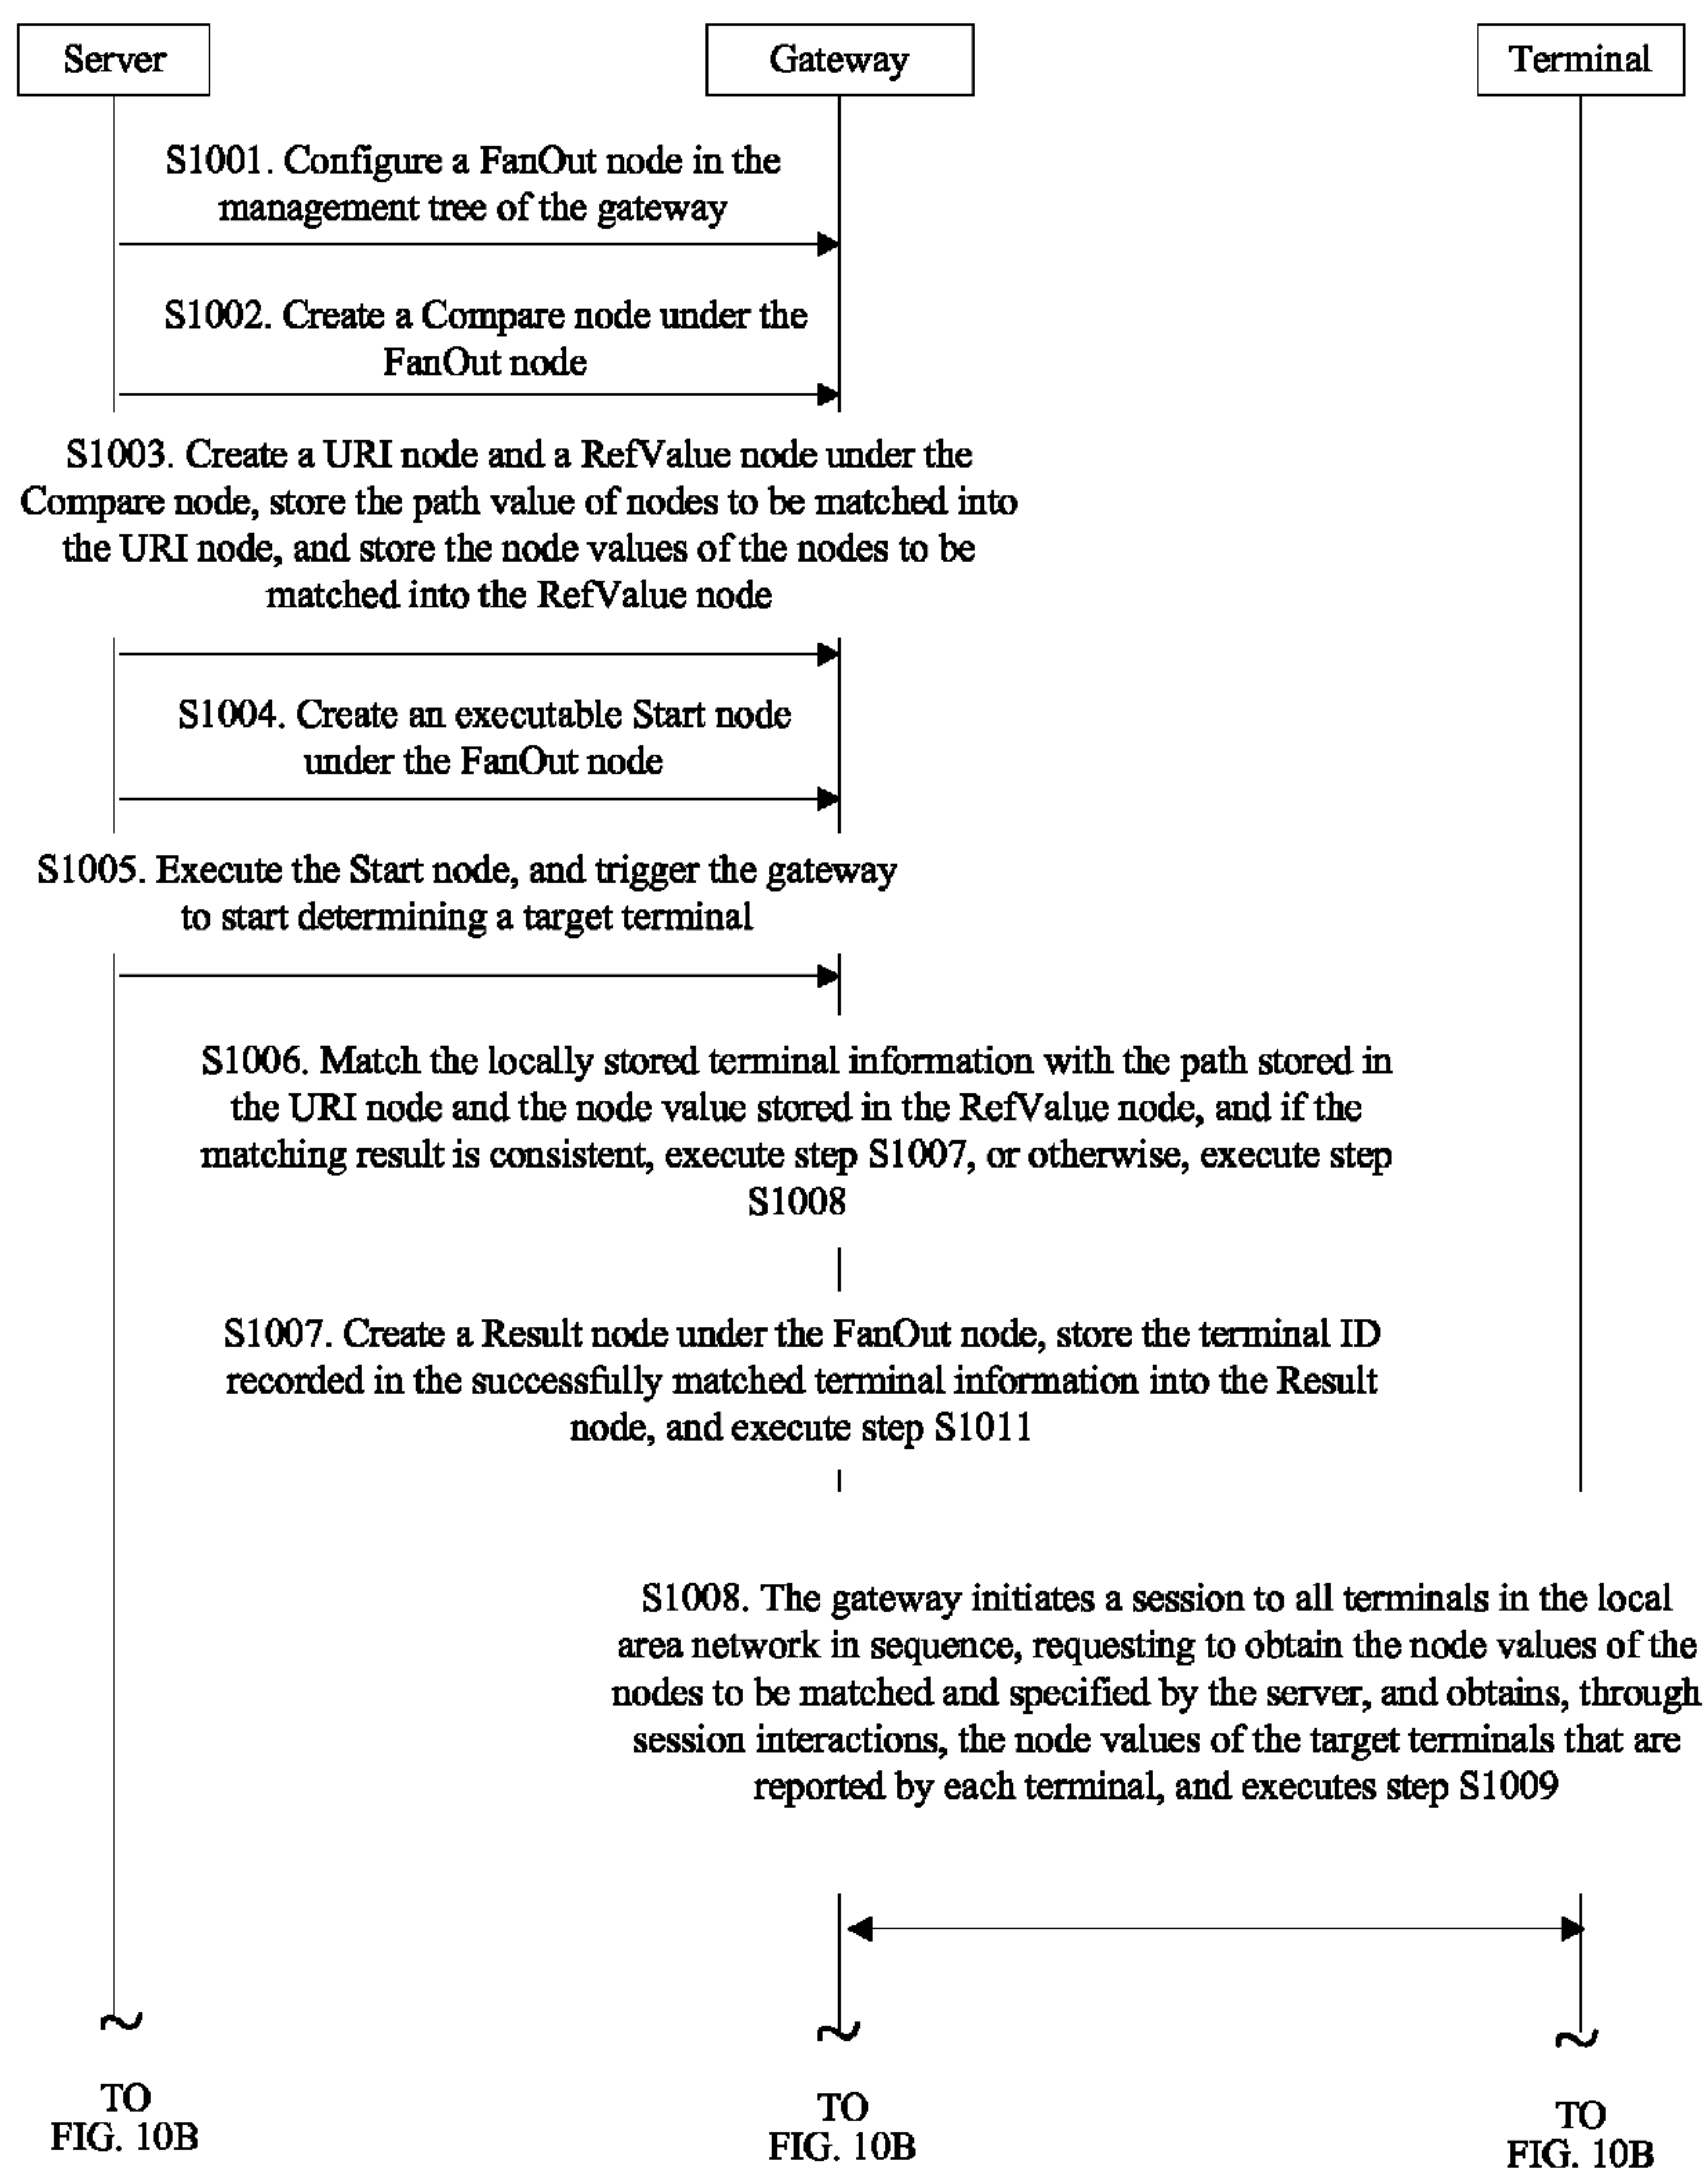 Server
Gateway
Terminal
S1001. Configure a FanOut node in the
management tree of the gateway
S1002. Create a Compare node under the
FanOut node
S1003. Create a URI node and a RefValue node under the
Compare node, store the path value of nodes to be matched into
the URI node, and store the node values of the nodes to be
matched into the RefValue node
S1004. Create an executable Start node
under the FanOut node
S1005. Execute the Start node, and trigger the gateway
to start determining a target terminal
S1006. Match the locally stored terminal information with the path stored in
the URI node and the node value stored in the RefValue node, and if the
matching result is consistent, execute step S1007, or otherwise, execute step
S1008
S1007. Create a Result node under the FanOut node, store the terminal ID
recorded in the successfully matched terminal information into the Result
node, and execute step S1011
S1008. The gateway initiates a session to all terminals in the local
area network in sequence, requesting to obtain the node values of the
nodes to be matched and specified by the server, and obtains, through
session interactions, the node values of the target terminals that are
reported by each terminal, and executes step S1009
TO
FIG. 10B
TO
FIG. 10B
TO
FIG. 10B